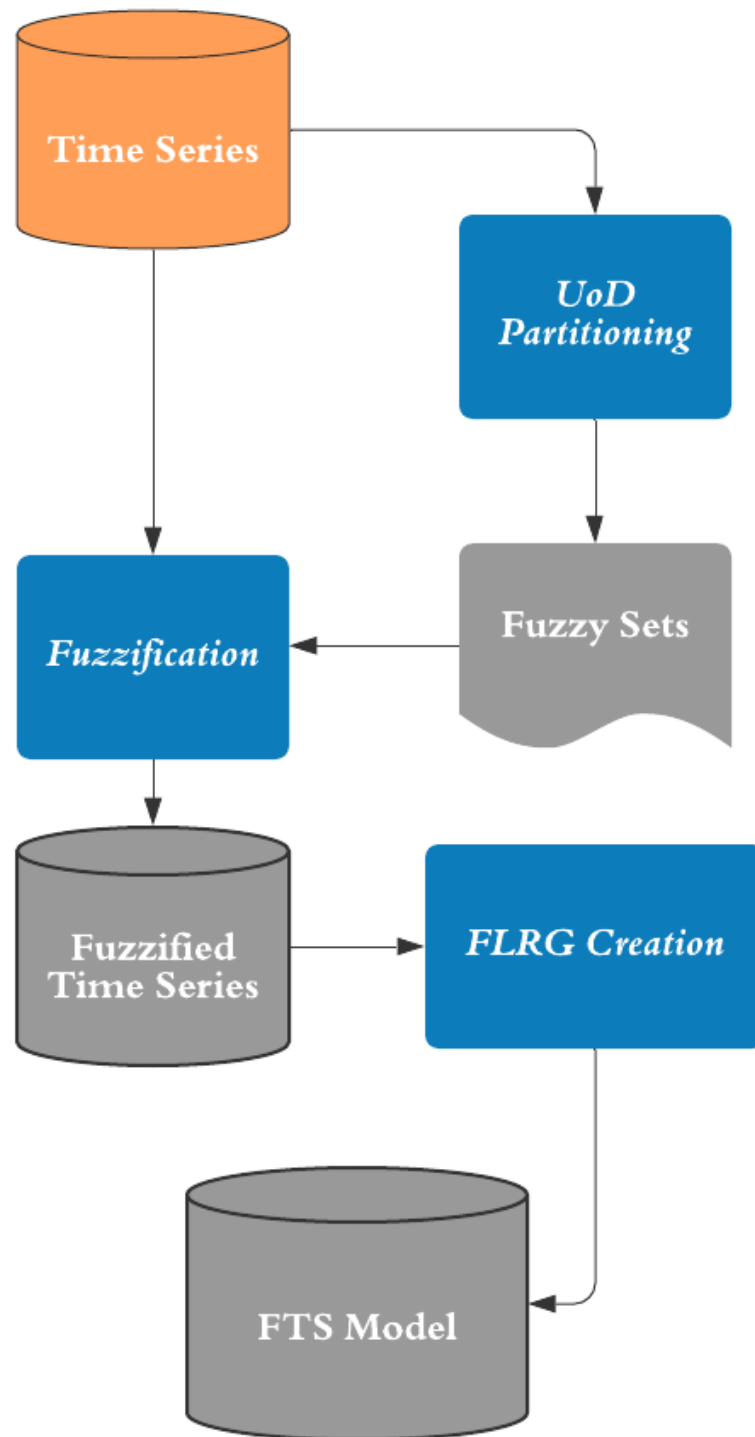 Time Series
UoD
Partitioning
Fuzzy Sets
Fuzzification
Fuzzified
Time Series
FLRG Creation
FTS Model